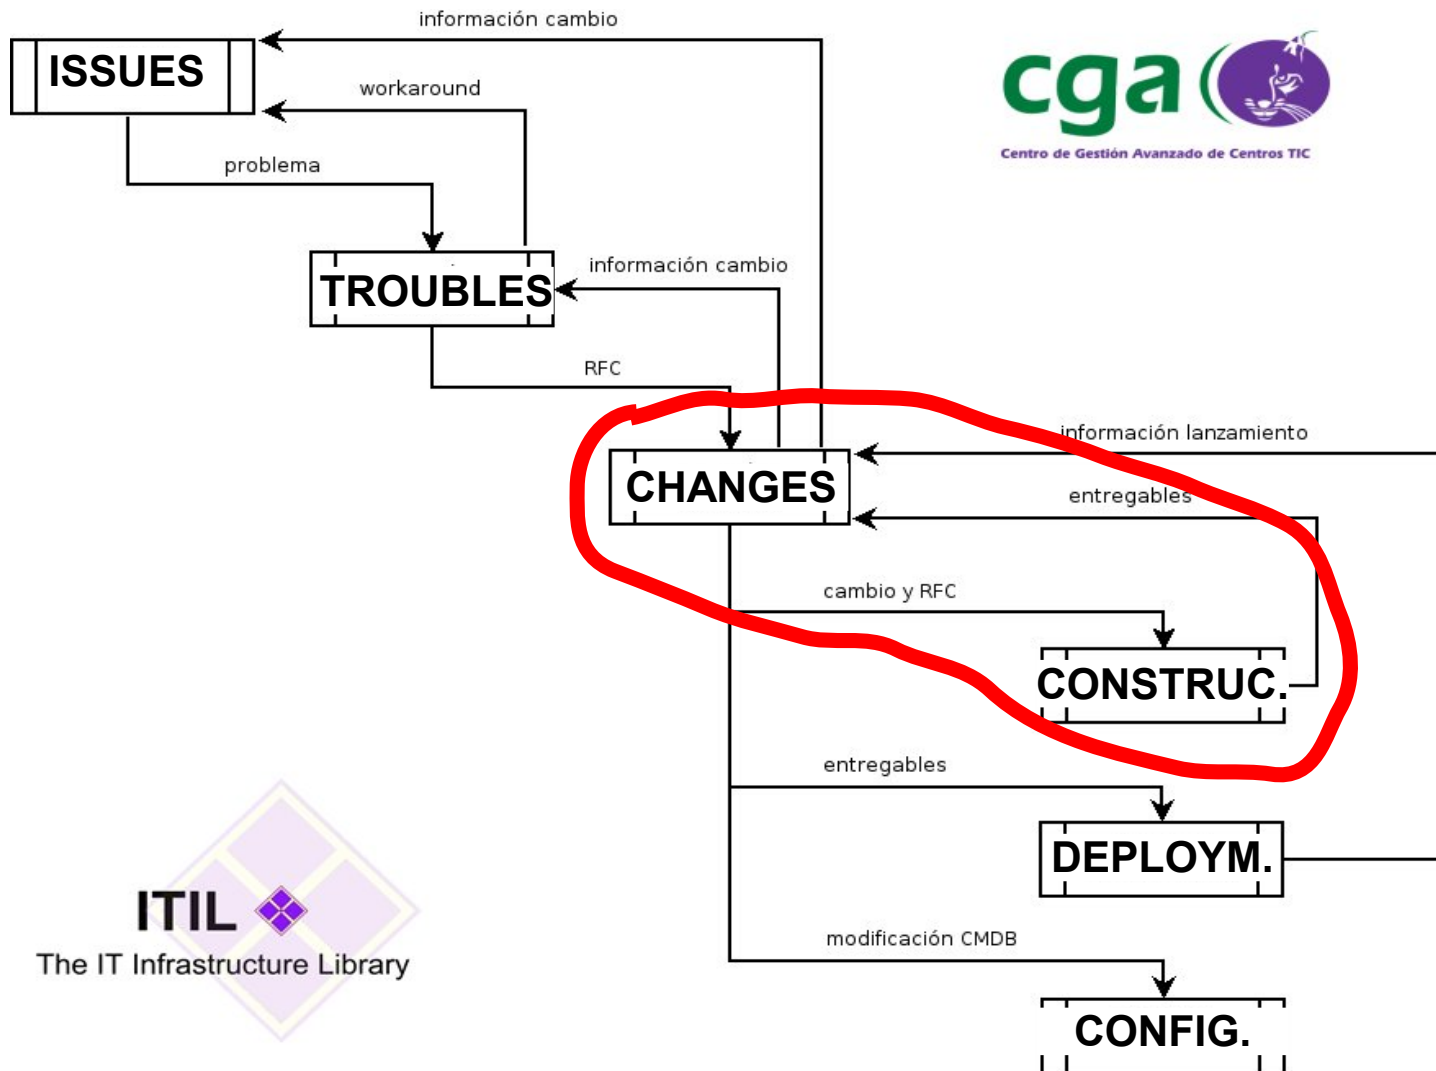 información cambio
ISSUES
workaround
cga
Centro de Gestión Avanzado de Centros TIC
problema
TROUBLES
información cambio
RFC
información lanzamiento
CHANGES
entregables
cambio y RFC
CONSTRUC.
entregables
DEPLOYM.
ITIL
The IT Infrastructure Library
modificación CMDB
CONFIG.